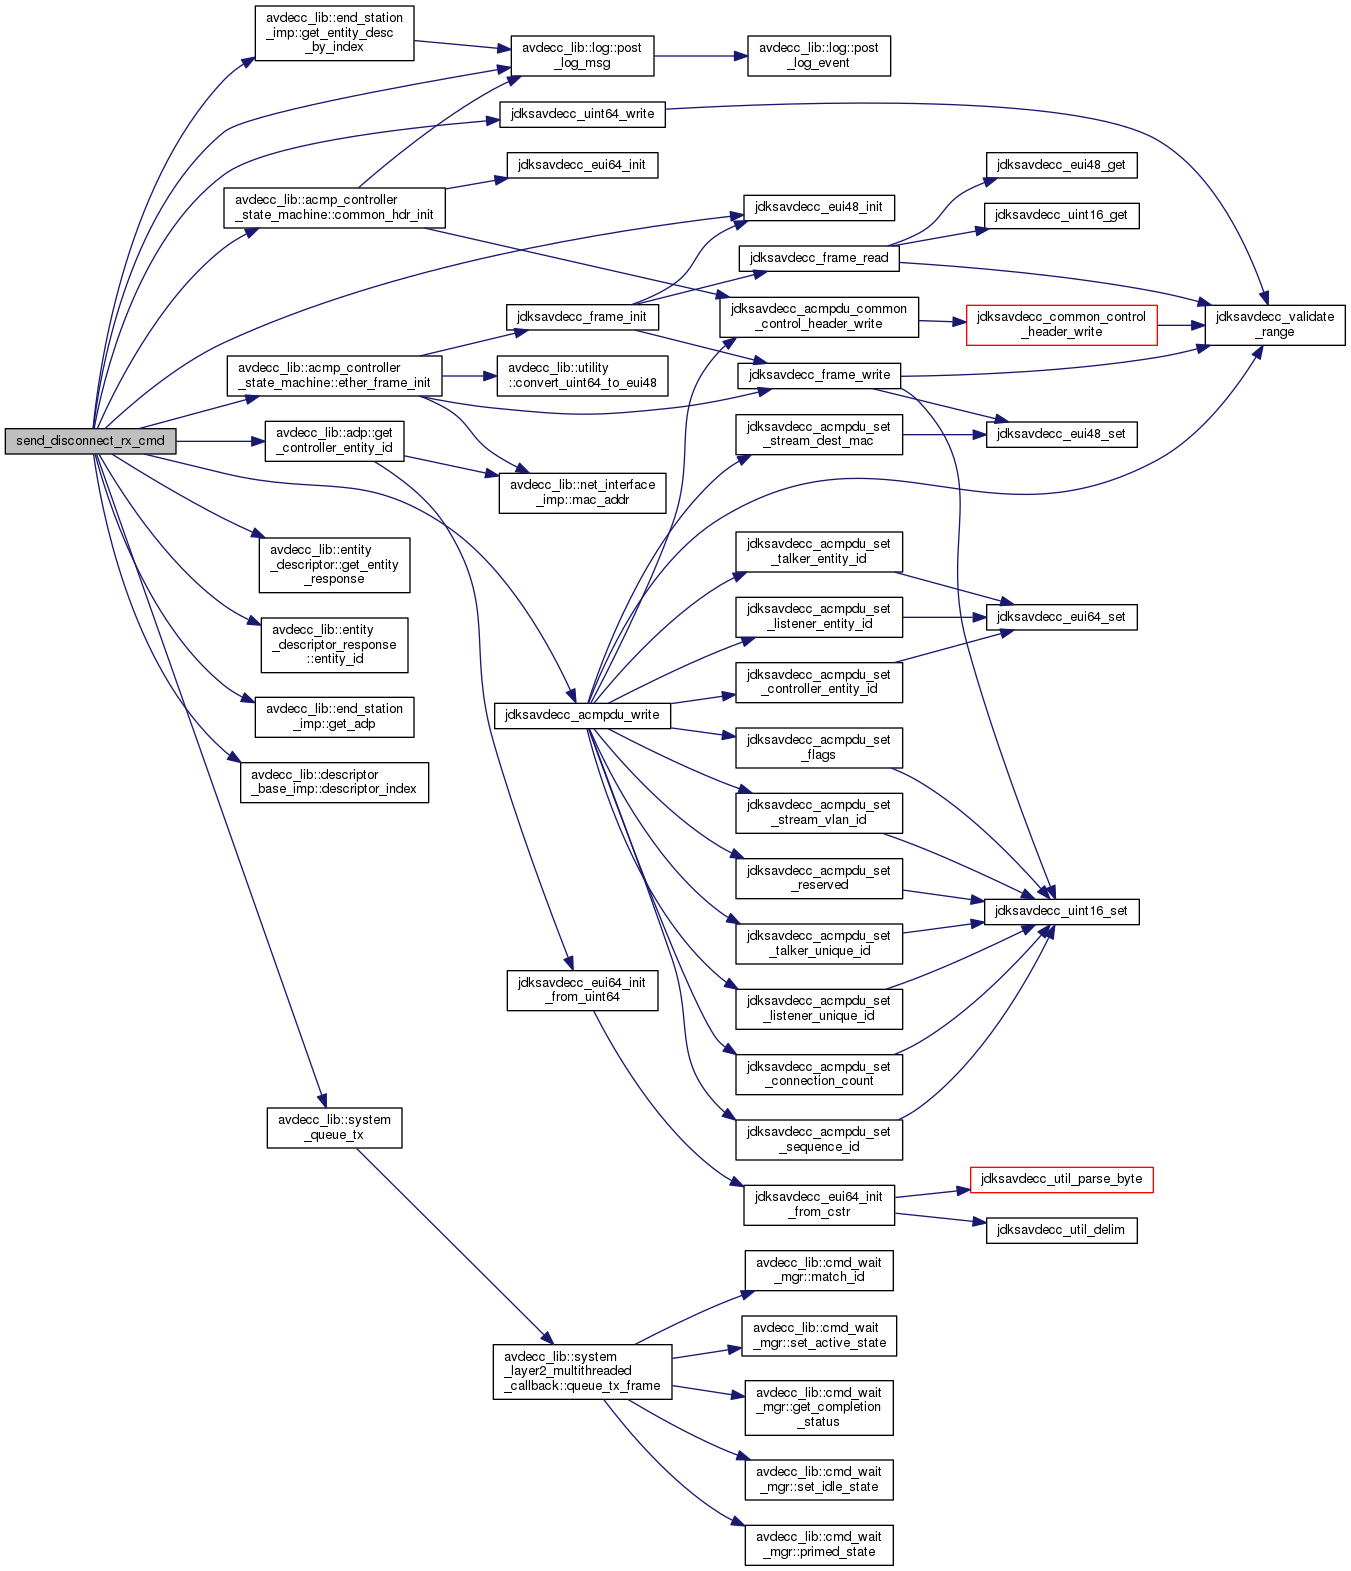 avdecc_lib::end_station
_imp::get_entity_desc
_by_index
avdecc_lib::log::post
_log_msg
avdecc_lib::log::post
_log_event
jdksavdecc_uint64_write
jdksavdecc_eui64_init
jdksavdecc_eui48_get
avdecc_lib::acmp_controller
_state_machine::common_hdr_init
jdksavdecc_eui48_init
jdksavdecc_uint16_get
jdksavdecc_frame_read
jdksavdecc_frame_init
jdksavdecc_acmpdu_common
_control_header_write
jdksavdecc_common_control
_header_write
jdksavdecc_validate
_range
avdecc_lib::acmp_controller
_state_machine::ether_frame_init
avdecc_lib::utility
::convert_uint64_to_eui48
jdksavdecc_frame_write
send_disconnect_rx_cmd
avdecc_lib::adp::get
_controller_entity_id
jdksavdecc_acmpdu_set
_stream_dest_mac
jdksavdecc_eui48_set
avdecc_lib::net_interface
_imp::mac_addr
avdecc_lib::entity
_descriptor::get_entity
_response
jdksavdecc_acmpdu_set
_talker_entity_id
avdecc_lib::entity
_descriptor_response
::entity_id
jdksavdecc_acmpdu_set
_listener_entity_id
jdksavdecc_eui64_set
jdksavdecc_acmpdu_set
_controller_entity_id
avdecc_lib::end_station
_imp::get_adp
jdksavdecc_acmpdu_write
jdksavdecc_acmpdu_set
_flags
avdecc_lib::descriptor
_base_imp::descriptor_index
jdksavdecc_acmpdu_set
_stream_vlan_id
jdksavdecc_acmpdu_set
_reserved
jdksavdecc_uint16_set
jdksavdecc_acmpdu_set
_talker_unique_id
jdksavdecc_eui64_init
_from_uint64
jdksavdecc_acmpdu_set
_listener_unique_id
jdksavdecc_acmpdu_set
_connection_count
avdecc_lib::system
_queue_tx
jdksavdecc_acmpdu_set
_sequence_id
jdksavdecc_eui64_init
_from_cstr
jdksavdecc_util_parse_byte
jdksavdecc_util_delim
avdecc_lib::cmd_wait
_mgr::match_id
avdecc_lib::cmd_wait
_mgr::set_active_state
avdecc_lib::system
_layer2_multithreaded
_callback::queue_tx_frame
avdecc_lib::cmd_wait
_mgr::get_completion
_status
avdecc_lib::cmd_wait
_mgr::set_idle_state
avdecc_lib::cmd_wait
_mgr::primed_state